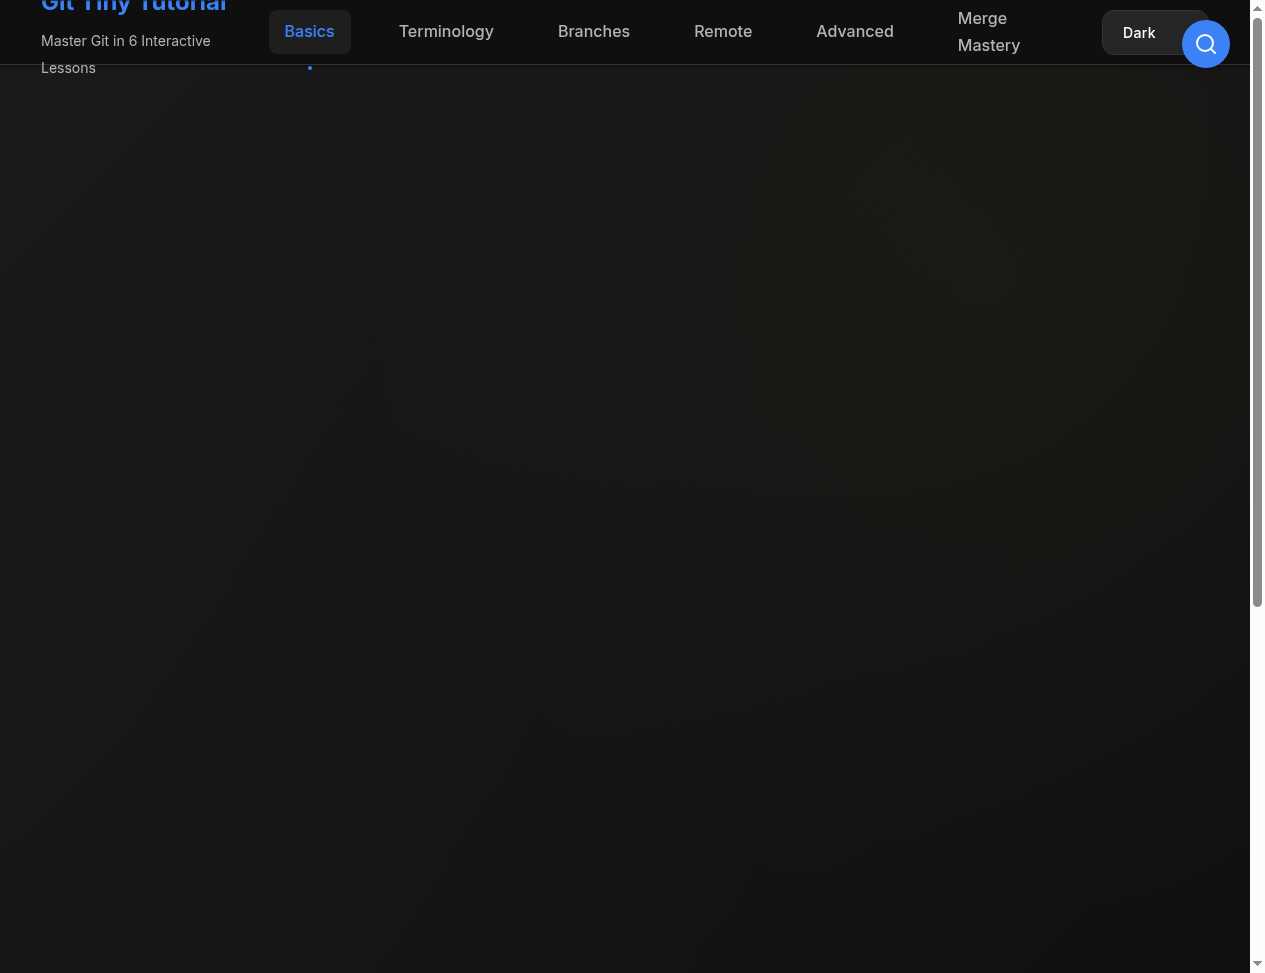 Git Tiny Tutorial
Master Git in 6 Interactive
Lessons
Basics
Terminology
Branches
Remote
Advanced
Merge
Mastery
Dark